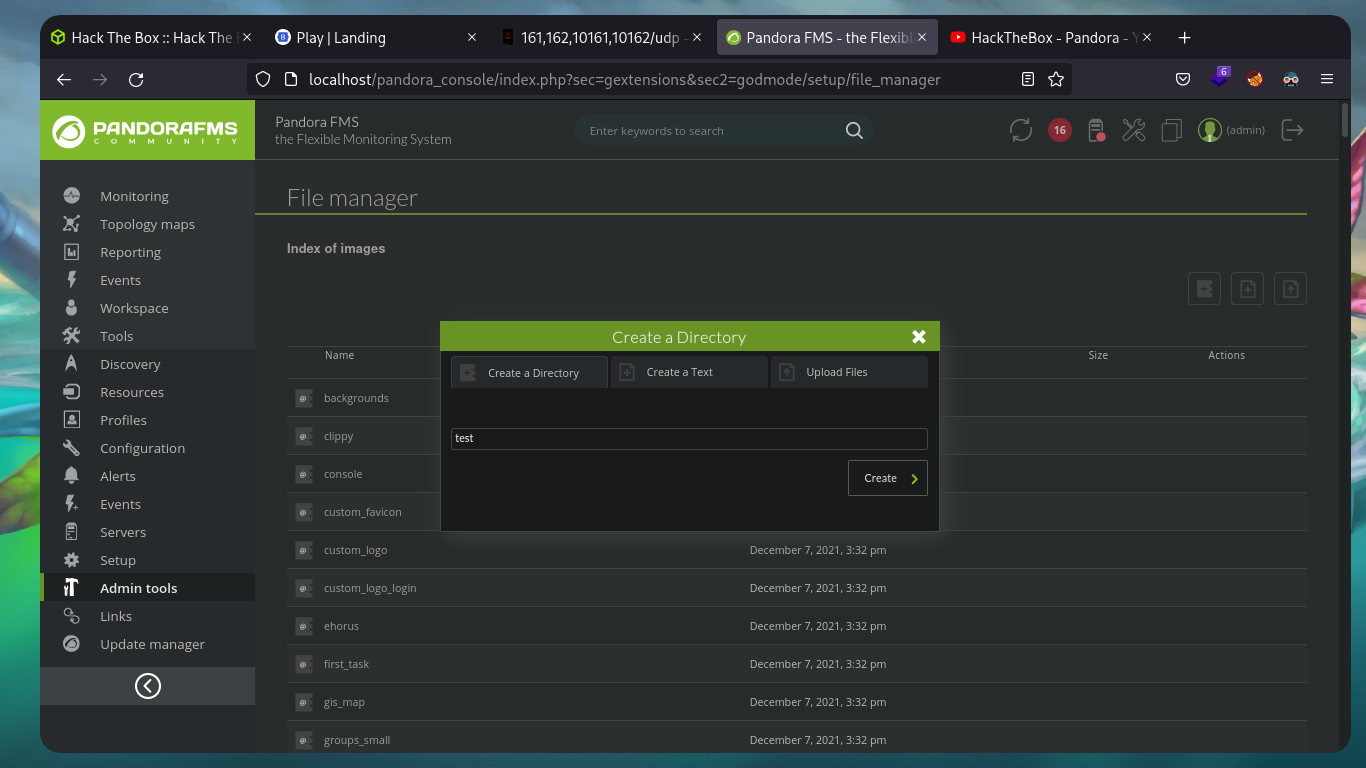 Hack The Box :: Hack The
Play | Landing
161,162,10161,10162/udp -
Pandora FMS - the Flexibl
HackTheBox - Pandora - Y
localhost/pandora_console/index.php?sec=gextensions&sec2=godmode/setup/file_manager
6
PANDORAFMS
COMMUNITY
Pandora FMS
the Flexible Monitoring System
Enter keywords to search
16
(admin)
Monitoring
Topology maps
Reporting
Events
Workspace
Tools
Discovery
Resources
Profiles
Configuration
Alerts
Events
Servers
Setup
Admin tools
Links
Update manager
File manager
Index of images
Create a Directory
Create a Directory
Create a Text
Upload Files
test
Create
Name
Size
Actions
backgrounds
clippy
console
custom_favicon
custom_logo
December 7, 2021, 3:32 pm
custom_logo_login
December 7, 2021, 3:32 pm
ehorus
December 7, 2021, 3:32 pm
first_task
December 7, 2021, 3:32 pm
gis_map
December 7, 2021, 3:32 pm
groups_small
December 7, 2021, 3:32 pm